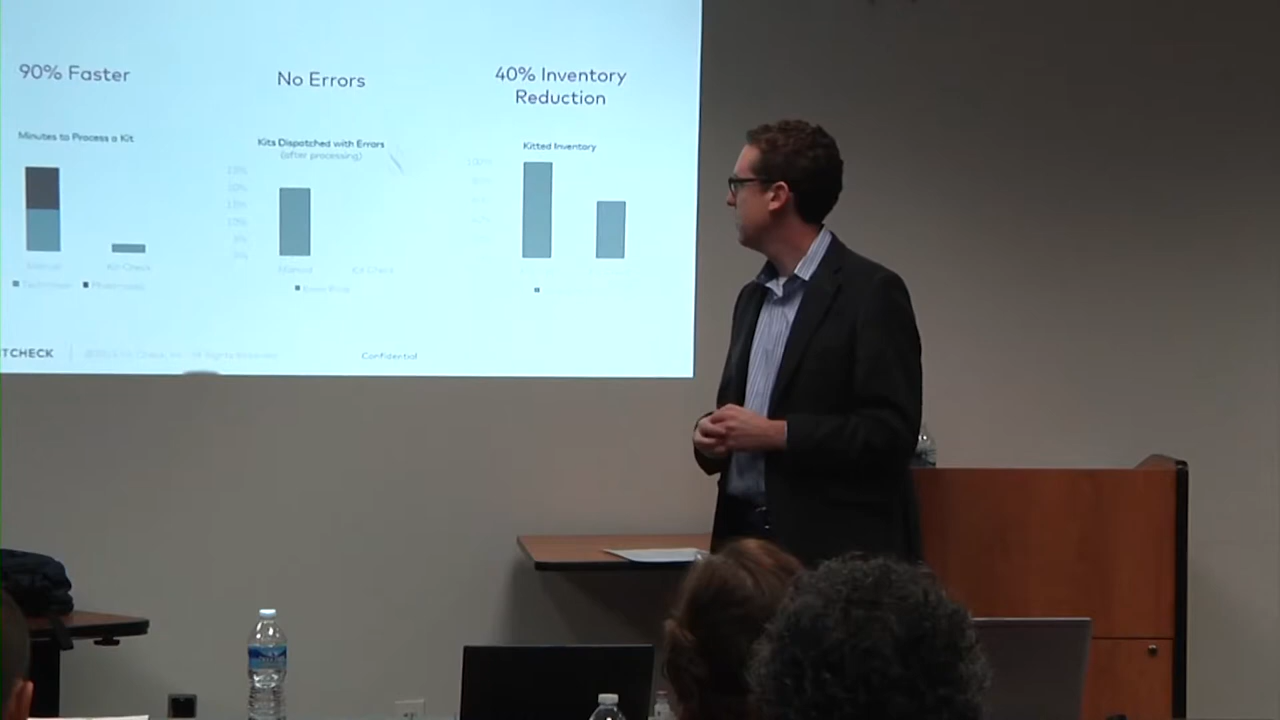 90% Faster
No Errors
40% Inventory
Reduction
Minutes to Process a Kit
Kits Dispatched with Errors
(after processing)
Kitted Inventory
Manual
Kit Check
Manual
Kit Check
TCHECK
Confidential